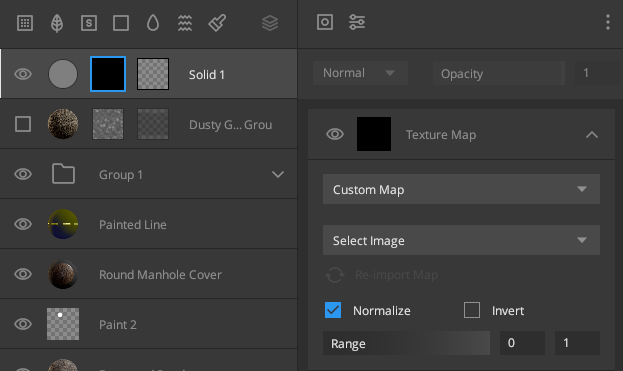 Solid 1
Dusty G... Grou
Group 1
Painted Line
Round Manhole Cover
Paint 2
Normal
Opacity
1
Texture Map
Custom Map
Select Image
Re-import Map
Normalize
Invert
Range
0
1